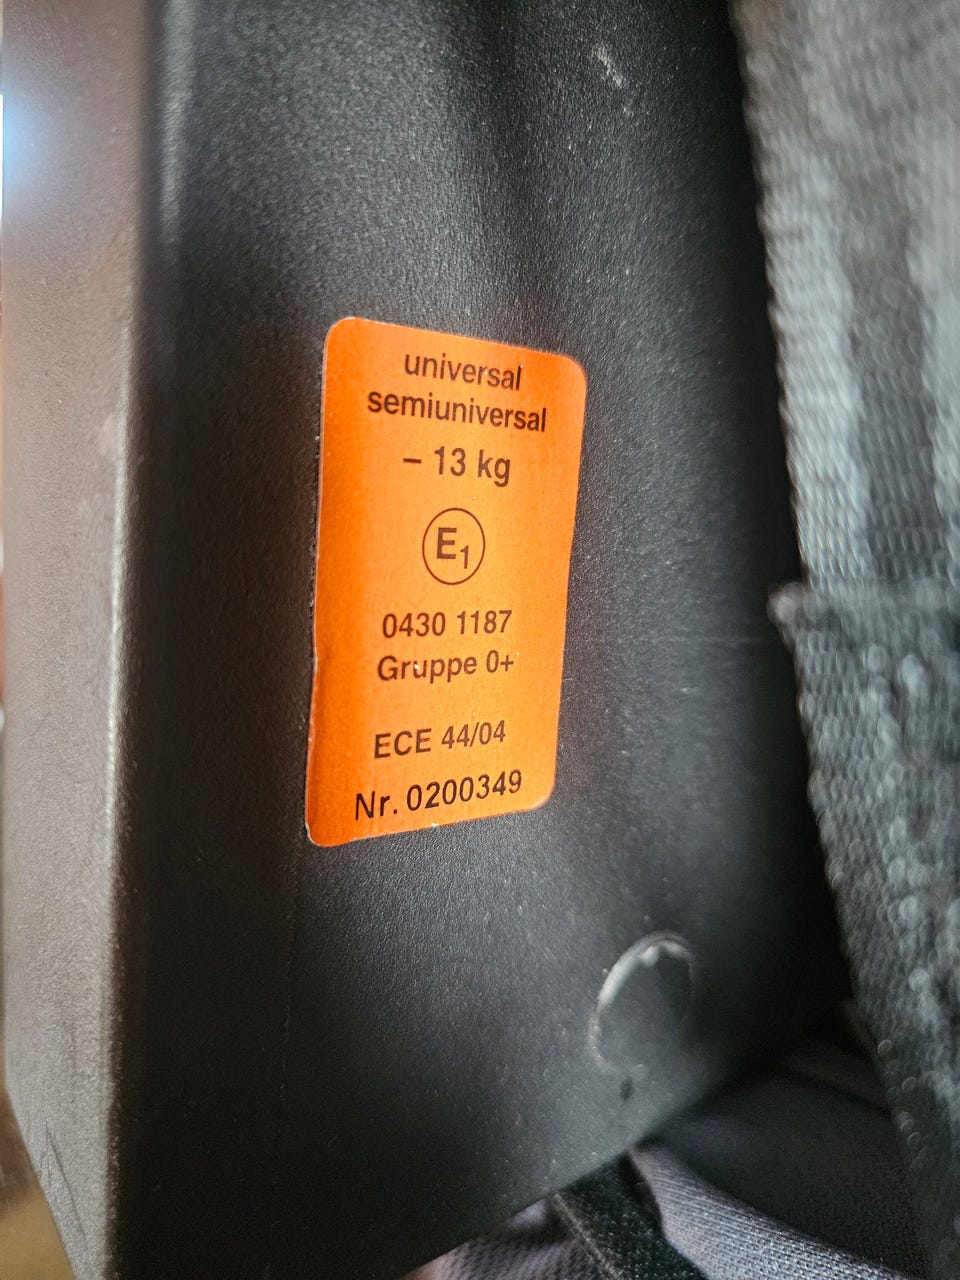 universal
semiuniversal
– 13 kg
E1
0430 1187
Gruppe 0+
ECE 44/04
Nr. 0200349